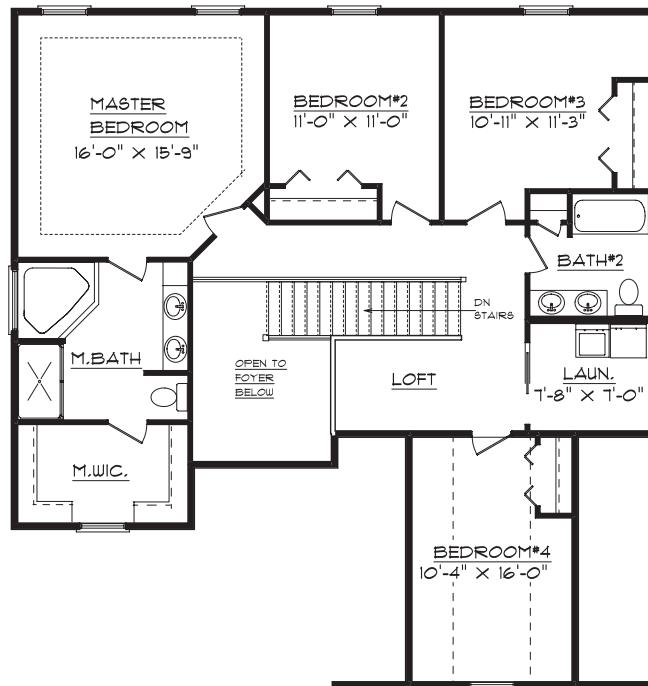 MASTER
BEDROOM
16'-0" X 15'-9"
BEDROOM#2
11'-0" X 11'-0"
BEDROOM#3
10'-11" X 11'-3"
BATH#2
DN
STAIRS
M.BATH
OPEN TO
FOYER
BELOW
LOFT
LAUN.
7'-8" X 7'-0"
M.WIC.
BEDROOM#4
10'-4" X 16'-0"